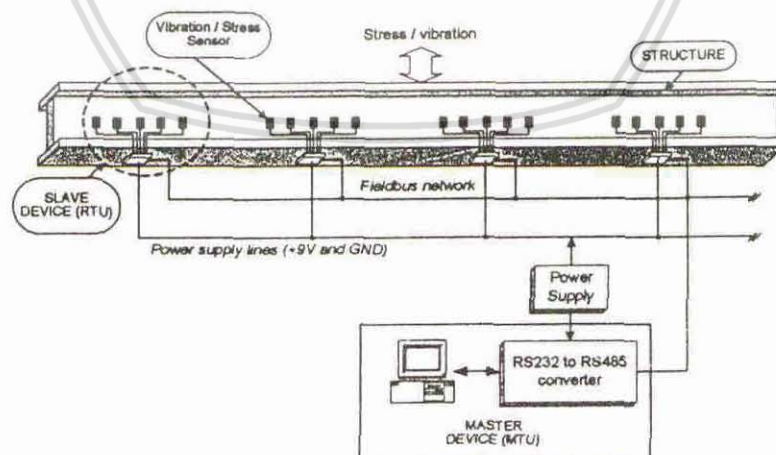 Vibration / Stress
Sensor
Stress / vibration
STRUCTURE
SLAVE
DEVICE (RTU)
Fieldbus network
Power supply lines (+9V and GND)
Power
Supply
RS232 to RS485
converter
MASTER
DEVICE (MTU)